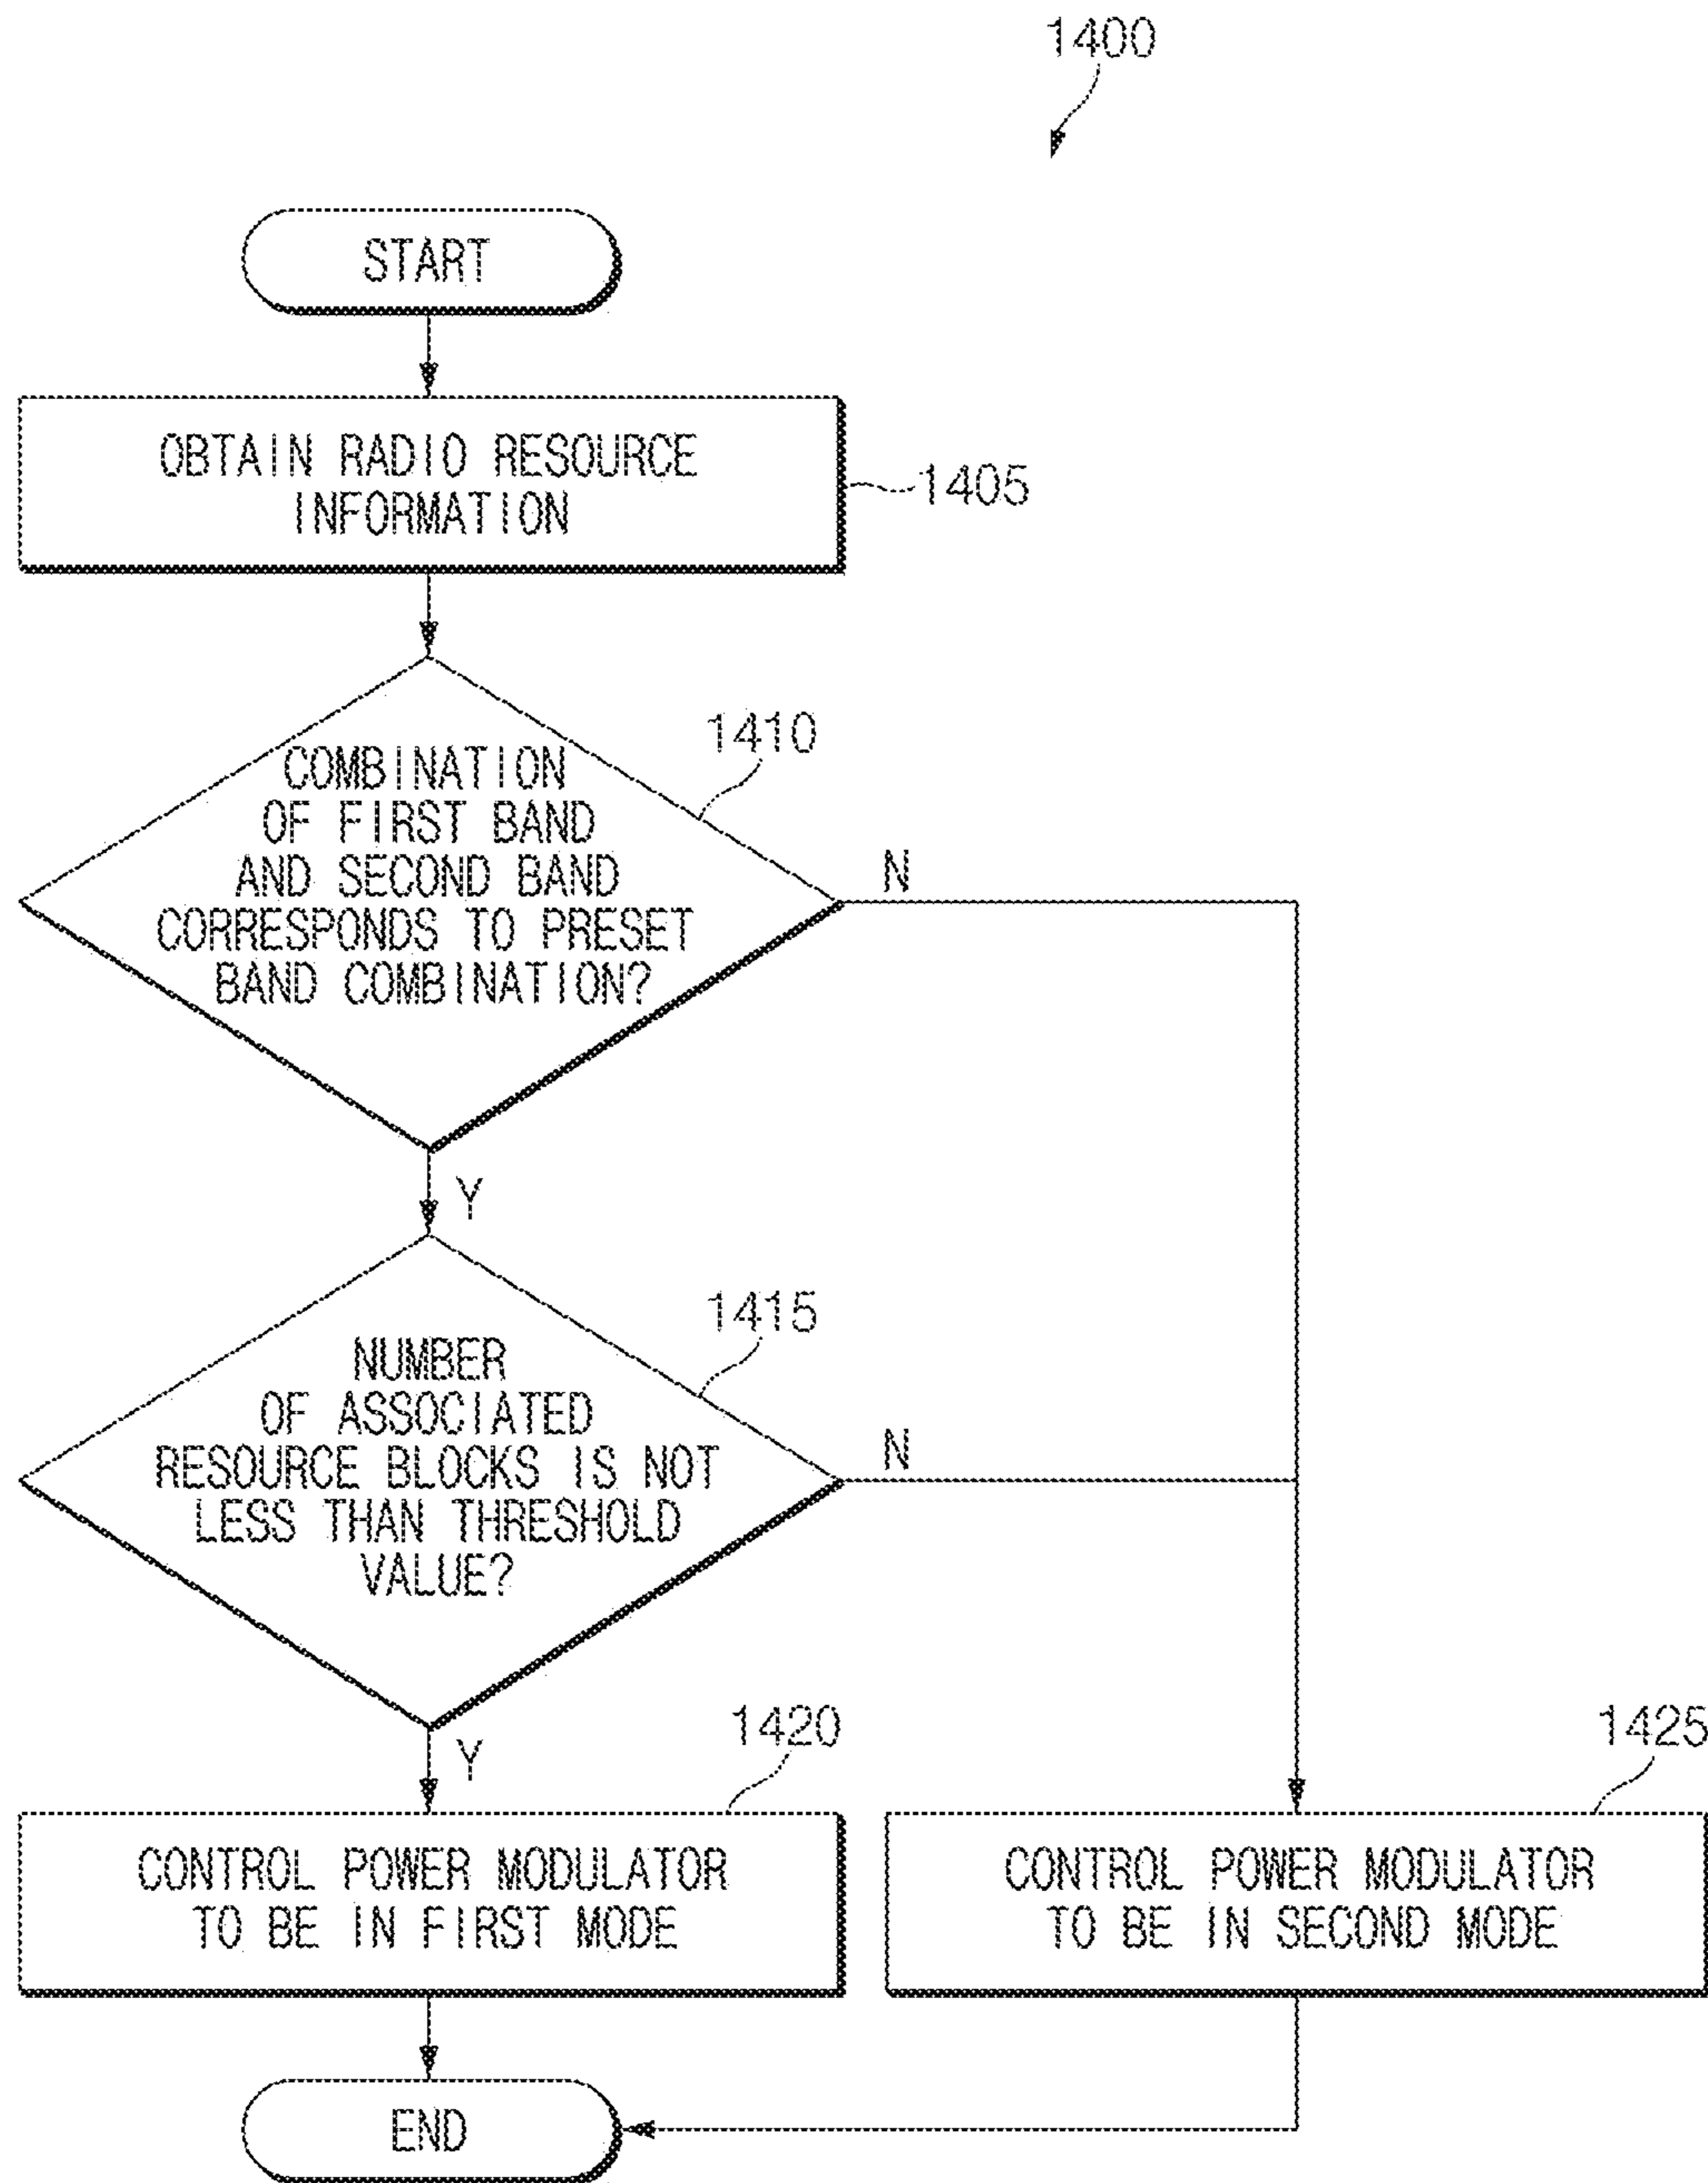 1400
START
OBTAIN RADIO RESOURCE
INFORMATION
1405
1410
COMBINATION
OF FIRST BAND
AND SECOND BAND
CORRESPONDS TO PRESET
BAND COMBINATION?
N
Y
1415
NUMBER
OF ASSOCIATED
RESOURCE BLOCKS IS NOT
LESS THAN THRESHOLD
VALUE?
N
Y
1420
CONTROL POWER MODULATOR
TO BE IN FIRST MODE
1425
CONTROL POWER MODULATOR
TO BE IN SECOND MODE
END